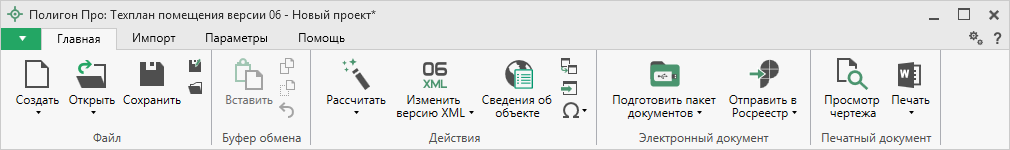 Полигон Про: Техплан помещения версии 06 - Новый проект*
Главная Импорт Параметры Помощь
?
06
XML
Ω
W
Создать Открыть Сохранить
Вставить
Рассчитать
Изменить
версию XML
Сведения об
объекте
Подготовить пакет
документов
Отправить в
Росреестр
Просмотр
чертежа
Печать
Файл Буфер обмена Действия Электронный документ Печатный документ